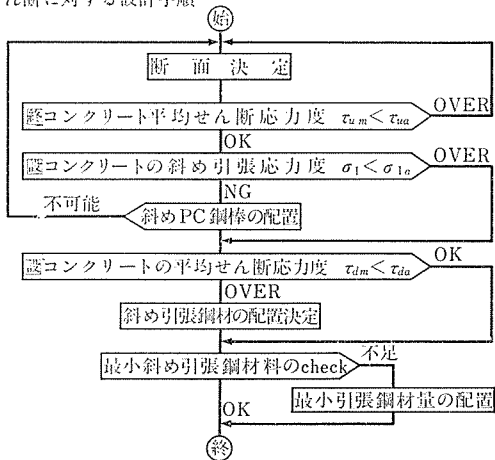 ん断に対する設計手順
始
断面決定
終コンクリート平均せん断応力度 τum<τua
OVER
OK
設コンクリートの斜め引張応力度 σ1<σ1a
OVER
NG
不可能
斜めPC鋼棒の配置
設コンクリートの平均せん断応力度 τdm<τda
OK
OVER
斜め引張鋼材の配置決定
最小斜め引張鋼材料のcheck
不足
最小引張鋼材量の配置
OK
終